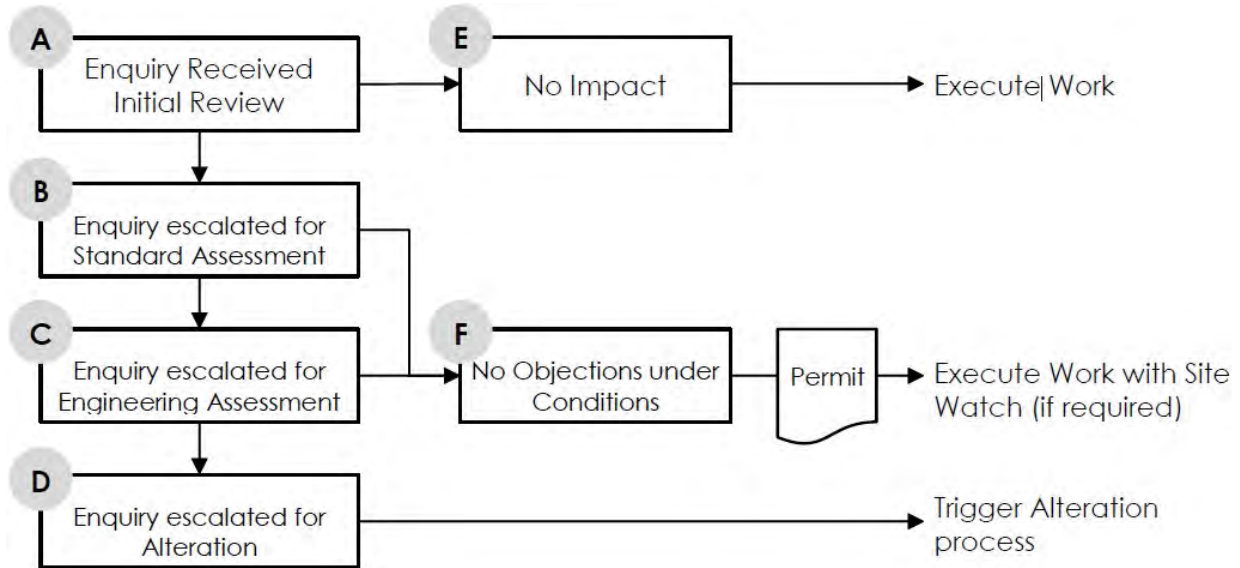 A
Enquiry Received
Initial Review
E
No Impact
Execute Work
B
Enquiry escalated for
Standard Assessment
C
Enquiry escalated for
Engineering Assessment
F
No Objections under
Conditions
Permit
Execute Work with Site
Watch (if required)
D
Enquiry escalated for
Alteration
Trigger Alteration
process